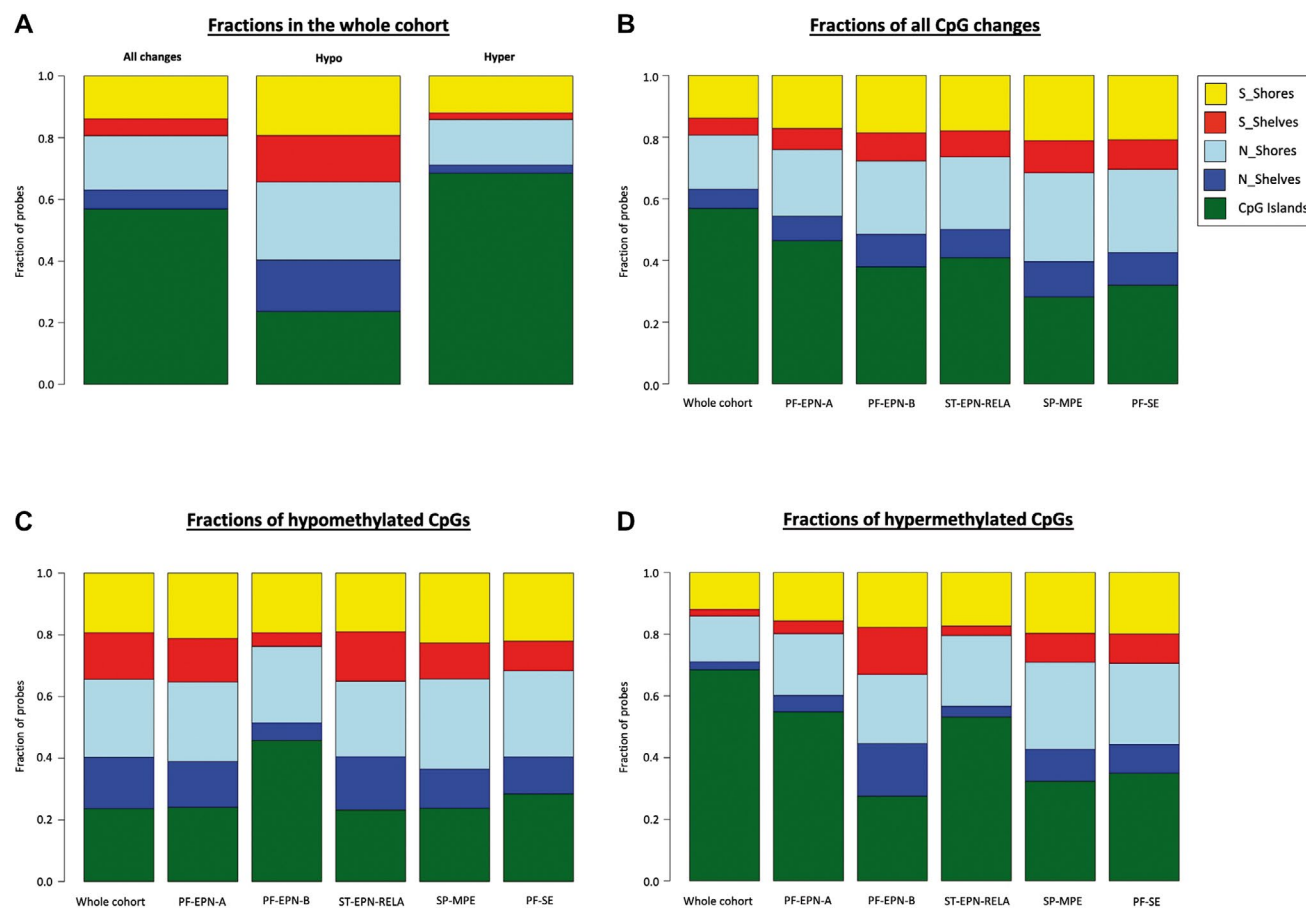 A
Fractions in the whole cohort
All changes Hypo Hyper
1.0
0.8
0.6
0.4
0.2
0.0
Fraction of probes
B
Fractions of all CpG changes
1.0
0.8
0.6
0.4
0.2
0.0
Fraction of probes
Whole cohort PF-EPN-A PF-EPN-B ST-EPN-RELA SP-MPE PF-SE
S_Shores
S_Shelves
N_Shores
N_Shelves
CpG Islands
C
Fractions of hypomethylated CpGs
1.0
0.8
0.6
0.4
0.2
0.0
Fraction of probes
Whole cohort PF-EPN-A PF-EPN-B ST-EPN-RELA SP-MPE PF-SE
D
Fractions of hypermethylated CpGs
1.0
0.8
0.6
0.4
0.2
0.0
Fraction of probes
Whole cohort PF-EPN-A PF-EPN-B ST-EPN-RELA SP-MPE PF-SE